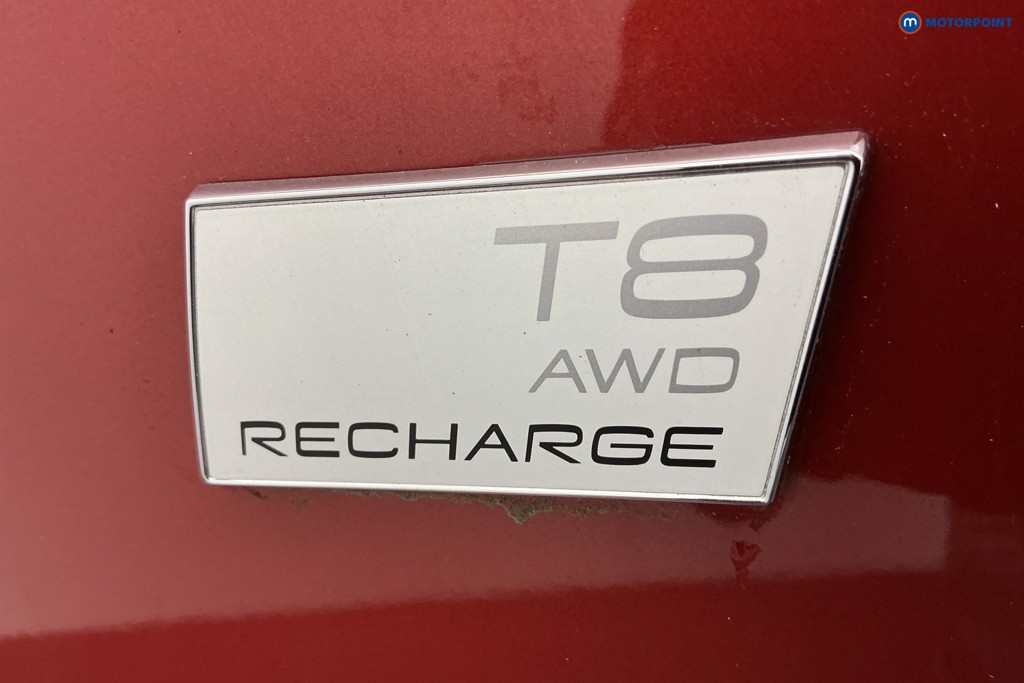 MOTORPOINT
T8
AWD
RECHARGE